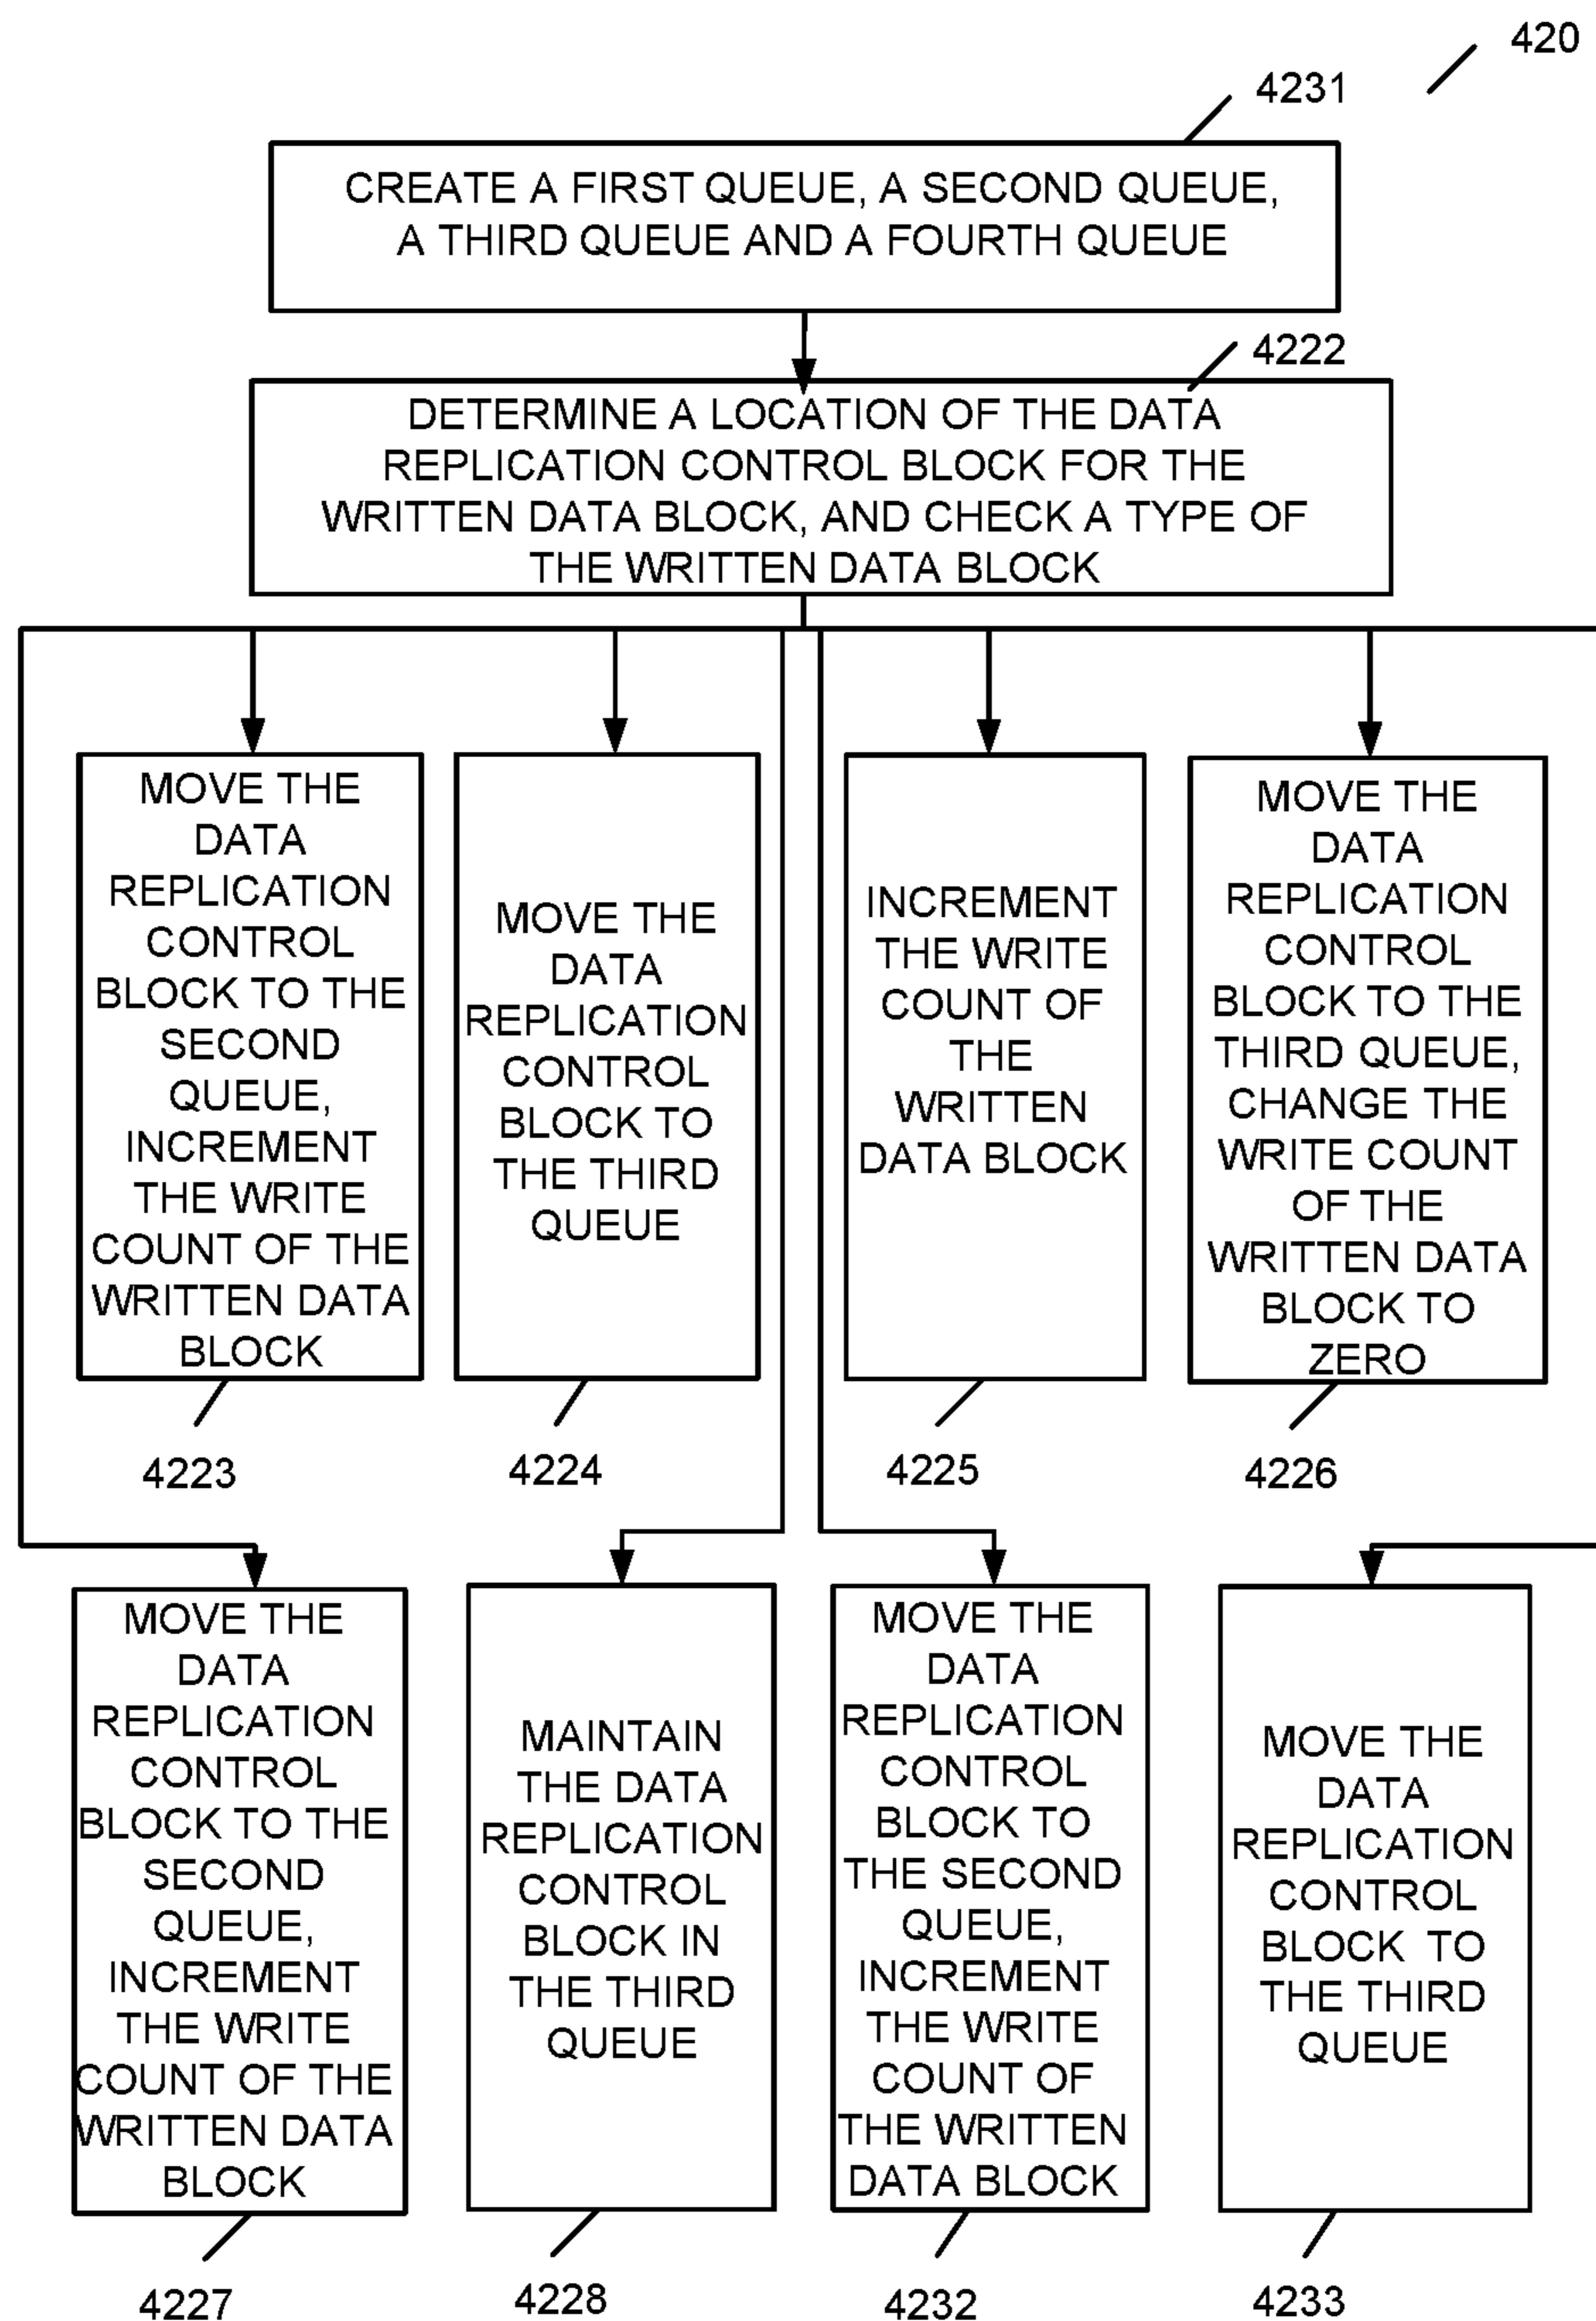 420
4231
CREATE A FIRST QUEUE, A SECOND QUEUE,
A THIRD QUEUE AND A FOURTH QUEUE
4222
DETERMINE A LOCATION OF THE DATA
REPLICATION CONTROL BLOCK FOR THE
WRITTEN DATA BLOCK, AND CHECK A TYPE OF
THE WRITTEN DATA BLOCK
MOVE THE
DATA
REPLICATION
CONTROL
BLOCK TO THE
SECOND
QUEUE,
INCREMENT
THE WRITE
COUNT OF THE
WRITTEN DATA
BLOCK
4223
MOVE THE
DATA
REPLICATION
CONTROL
BLOCK TO
THE THIRD
QUEUE
4224
INCREMENT
THE WRITE
COUNT OF
THE
WRITTEN
DATA BLOCK
4225
MOVE THE
DATA
REPLICATION
CONTROL
BLOCK TO THE
THIRD QUEUE,
CHANGE THE
WRITE COUNT
OF THE
WRITTEN DATA
BLOCK TO
ZERO
4226
MOVE THE
DATA
REPLICATION
CONTROL
BLOCK TO THE
SECOND
QUEUE,
INCREMENT
THE WRITE
COUNT OF THE
WRITTEN DATA
BLOCK
4227
MAINTAIN
THE DATA
REPLICATION
CONTROL
BLOCK IN
THE THIRD
QUEUE
4228
MOVE THE
DATA
REPLICATION
CONTROL
BLOCK TO
THE SECOND
QUEUE,
INCREMENT
THE WRITE
COUNT OF
THE WRITTEN
DATA BLOCK
4232
MOVE THE
DATA
REPLICATION
CONTROL
BLOCK TO
THE THIRD
QUEUE
4233